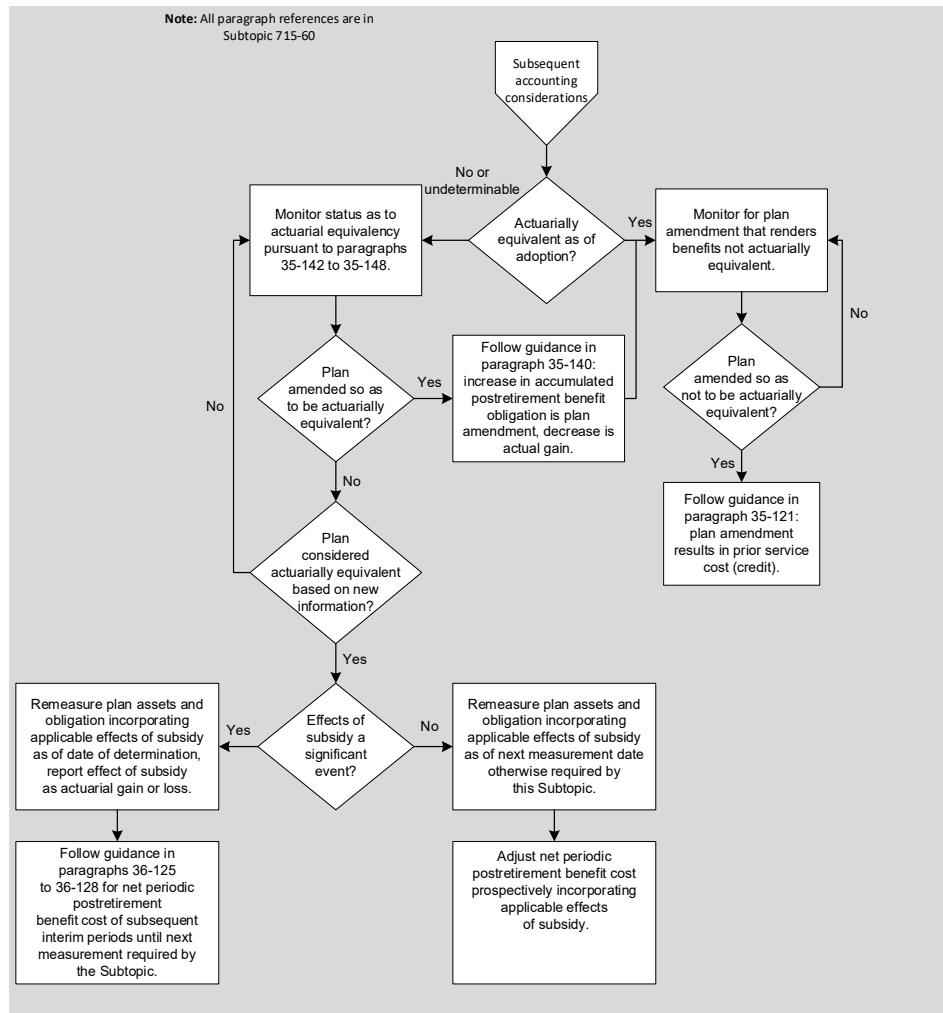 Note: All paragraph references are in
Subtopic 715-60
Subsequent
accounting
considerations
No or
undeterminable
Actuarially
equivalent as of
adoption?
Yes
Monitor status as to
actuarial equivalency
pursuant to paragraphs
35-142 to 35-148.
Monitor for plan
amendment that renders
benefits not actuarially
equivalent.
No
Plan
amended so as
to be actuarially
equivalent?
Yes
Follow guidance in
paragraph 35-140:
increase in accumulated
postretirement benefit
obligation is plan
amendment, decrease is
actual gain.
Plan
amended so as
not to be actuarially
equivalent?
Yes
Follow guidance in
paragraph 35-121:
plan amendment
results in prior service
cost (credit).
No
No
Plan
considered
actuarially equivalent
based on new
information?
Yes
Effects of
subsidy a
significant
event?
Yes
Remeasure plan assets and
obligation incorporating
applicable effects of subsidy
as of date of determination,
report effect of subsidy
as actuarial gain or loss.
No
Remeasure plan assets and
obligation incorporating
applicable effects of subsidy
as of next measurement date
otherwise required by
this Subtopic.
Follow guidance in
paragraphs 36-125
to 36-128 for net periodic
postretirement
benefit cost of subsequent
interim periods until next
measurement required by
the Subtopic.
Adjust net periodic
postretirement benefit cost
prospectively incorporating
applicable effects
of subsidy.